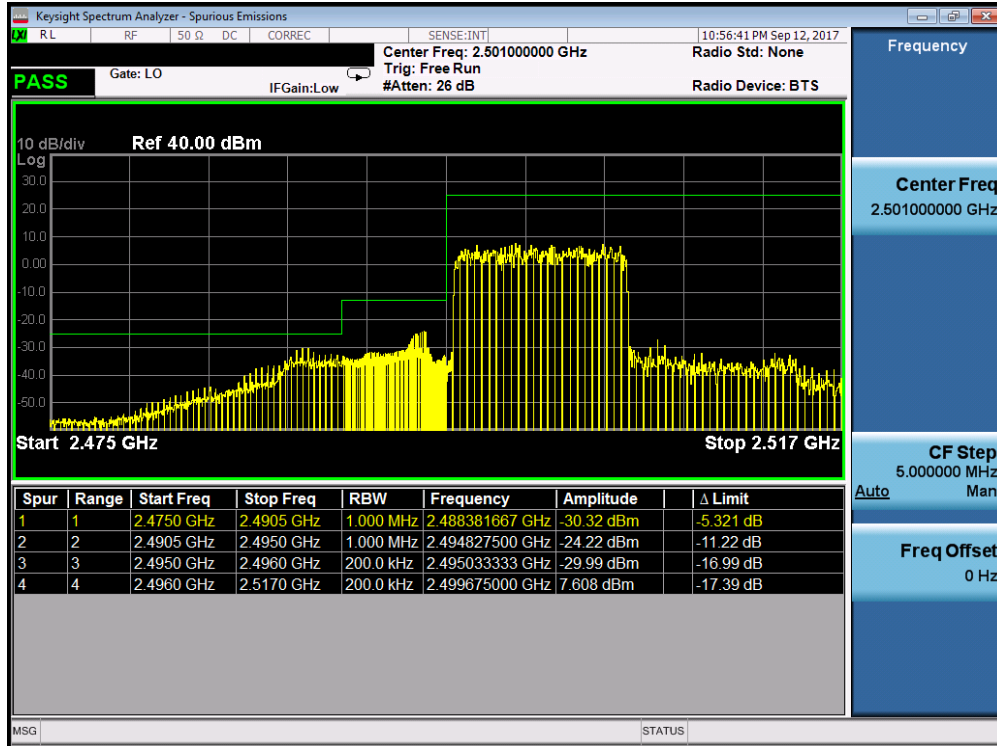 Keysight Spectrum Analyzer - Spurious Emissions
LXI RL RF 50 Ω DC CORREC SENSE:INT 10:56:41 PM Sep 12, 2017
Center Freq: 2.501000000 GHz Radio Std: None
PASS Gate: LO Trig: Free Run
IFGain:Low #Atten: 26 dB Radio Device: BTS
10 dB/div Ref 40.00 dBm
Log
30.0
20.0
10.0
0.00
-10.0
-20.0
-30.0
-40.0
-50.0
Start 2.475 GHz Stop 2.517 GHz
Spur Range Start Freq Stop Freq RBW Frequency Amplitude Δ Limit
1 1 2.4750 GHz 2.4905 GHz 1.000 MHz 2.488381667 GHz -30.32 dBm -5.321 dB
2 2 2.4905 GHz 2.4950 GHz 1.000 MHz 2.494827500 GHz -24.22 dBm -11.22 dB
3 3 2.4950 GHz 2.4960 GHz 200.0 kHz 2.495033333 GHz -29.99 dBm -16.99 dB
4 4 2.4960 GHz 2.5170 GHz 200.0 kHz 2.499675000 GHz 7.608 dBm -17.39 dB
MSG STATUS
Frequency
Center Freq
2.501000000 GHz
CF Step
5.000000 MHz
Auto Man
Freq Offset
0 Hz